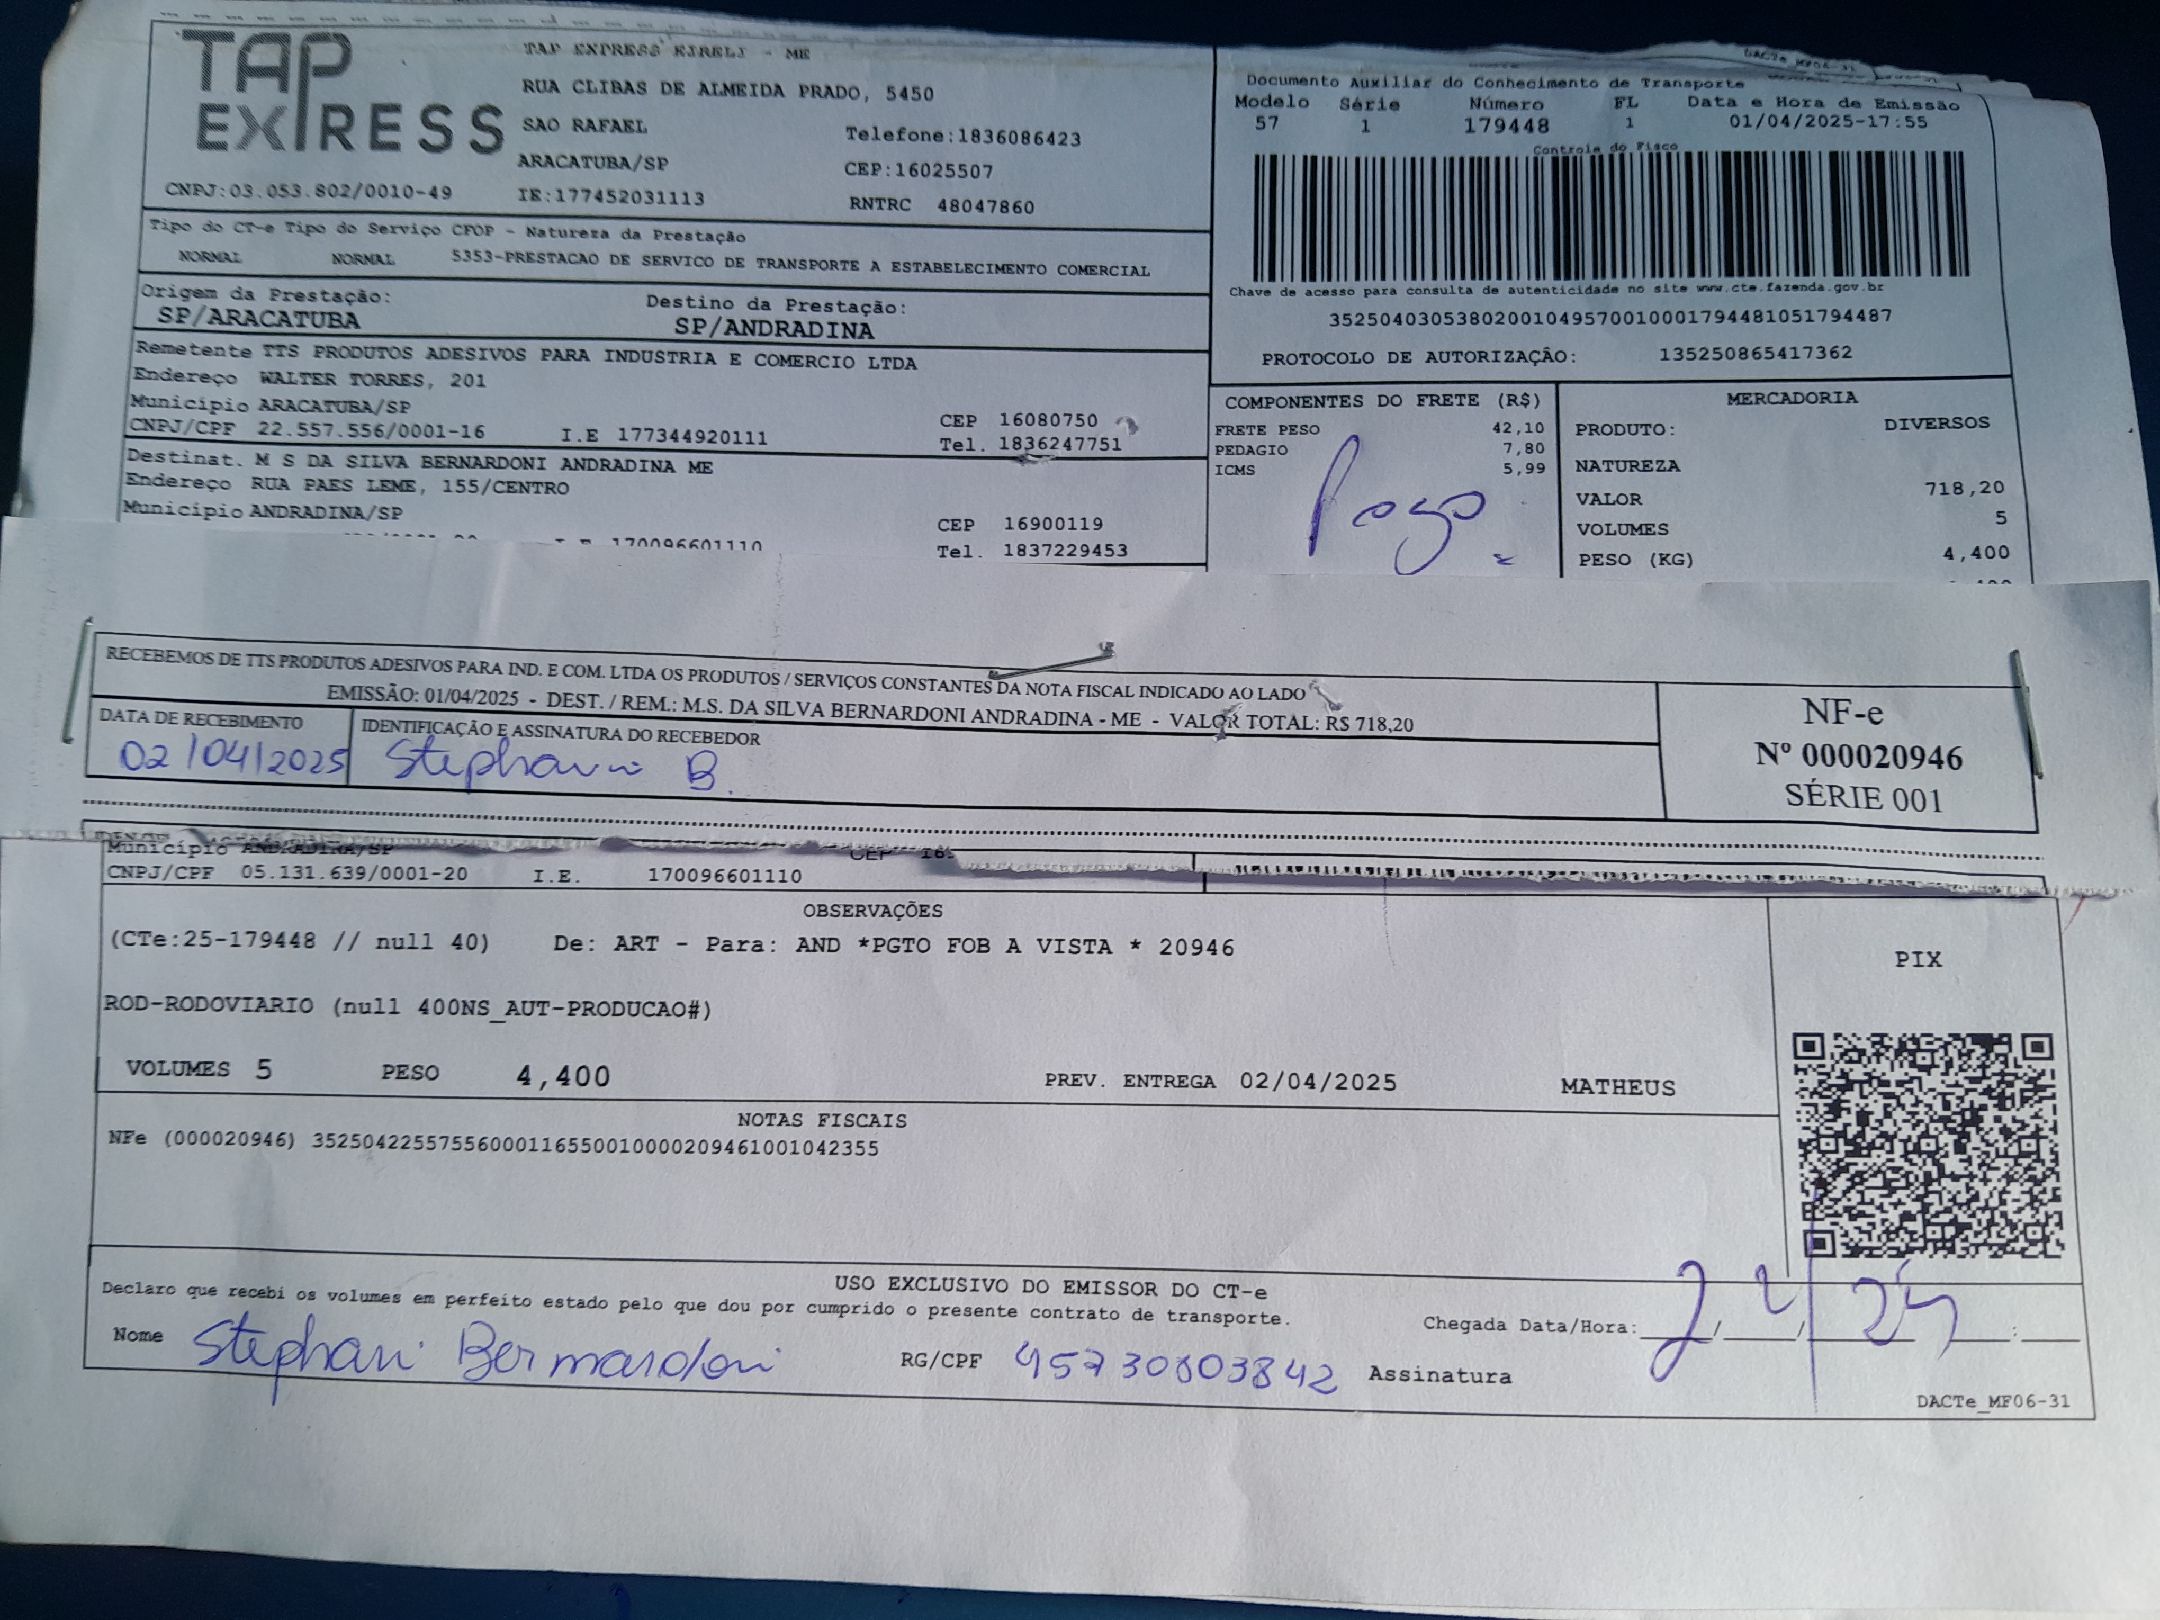 TAP EXPRESS
TAP EXPRESS EIRELI - ME
RUA CLIBAS DE ALMEIDA PRADO, 5450
SAO RAFAEL Telefone:1836086423
ARACATUBA/SP CEP:16025507
CNPJ:03.053.802/0010-49 IE:177452031113 RNTRC 48047860
Tipo do CT-e Tipo do Serviço CFOP - Natureza da Prestação
NORMAL NORMAL 5353-PRESTACAO DE SERVICO DE TRANSPORTE A ESTABELECIMENTO COMERCIAL
Origem da Prestação: Destino da Prestação:
SP/ARACATUBA SP/ANDRADINA
Remetente TTS PRODUTOS ADESIVOS PARA INDUSTRIA E COMERCIO LTDA
Endereço WALTER TORRES, 201
Município ARACATUBA/SP CEP 16080750
CNPJ/CPF 22.557.556/0001-16 I.E 177344920111 Tel. 1836247751
Destinat. M S DA SILVA BERNARDONI ANDRADINA ME
Endereço RUA PAES LEME, 155/CENTRO
Município ANDRADINA/SP CEP 16900119
170096601110 Tel. 1837229453
DACTe_MF06-31
Documento Auxiliar do Conhecimento de Transporte
Modelo Série Número FL Data e Hora de Emissão
57 1 179448 1 01/04/2025-17:55
Controle do Fisco
Chave de acesso para consulta de autenticidade no site www.cte.fazenda.gov.br
35250403053802001049570010001794481051794487
PROTOCOLO DE AUTORIZAÇÃO: 135250865417362
COMPONENTES DO FRETE (R$)
FRETE PESO 42,10
PEDAGIO 7,80
ICMS 5,99
Pago
MERCADORIA
PRODUTO: DIVERSOS
NATUREZA
VALOR 718,20
VOLUMES 5
PESO (KG) 4,400
RECEBEMOS DE TTS PRODUTOS ADESIVOS PARA IND. E COM. LTDA OS PRODUTOS / SERVIÇOS CONSTANTES DA NOTA FISCAL INDICADO AO LADO
EMISSÃO: 01/04/2025 - DEST. / REM.: M.S. DA SILVA BERNARDONI ANDRADINA - ME - VALOR TOTAL: R$ 718,20
DATA DE RECEBIMENTO IDENTIFICAÇÃO E ASSINATURA DO RECEBEDOR
02/04/2025 Stephani B.
NF-e
Nº 000020946
SÉRIE 001
Município ANDRADINA/SP CEP
CNPJ/CPF 05.131.639/0001-20 I.E. 170096601110
OBSERVAÇÕES
(CTe:25-179448 // null 40) De: ART - Para: AND *PGTO FOB A VISTA * 20946
ROD-RODOVIARIO (null 400NS_AUT-PRODUCAO#)
VOLUMES 5 PESO 4,400 PREV. ENTREGA 02/04/2025 MATHEUS
PIX
NOTAS FISCAIS
NFe (000020946) 35250422557556000116550010000209461001042355
USO EXCLUSIVO DO EMISSOR DO CT-e
Declaro que recebi os volumes em perfeito estado pelo que dou por cumprido o presente contrato de transporte.
Nome Stephani Bernardoni RG/CPF 45730803842 Assinatura
Chegada Data/Hora: 2/4/25
DACTe_MF06-31